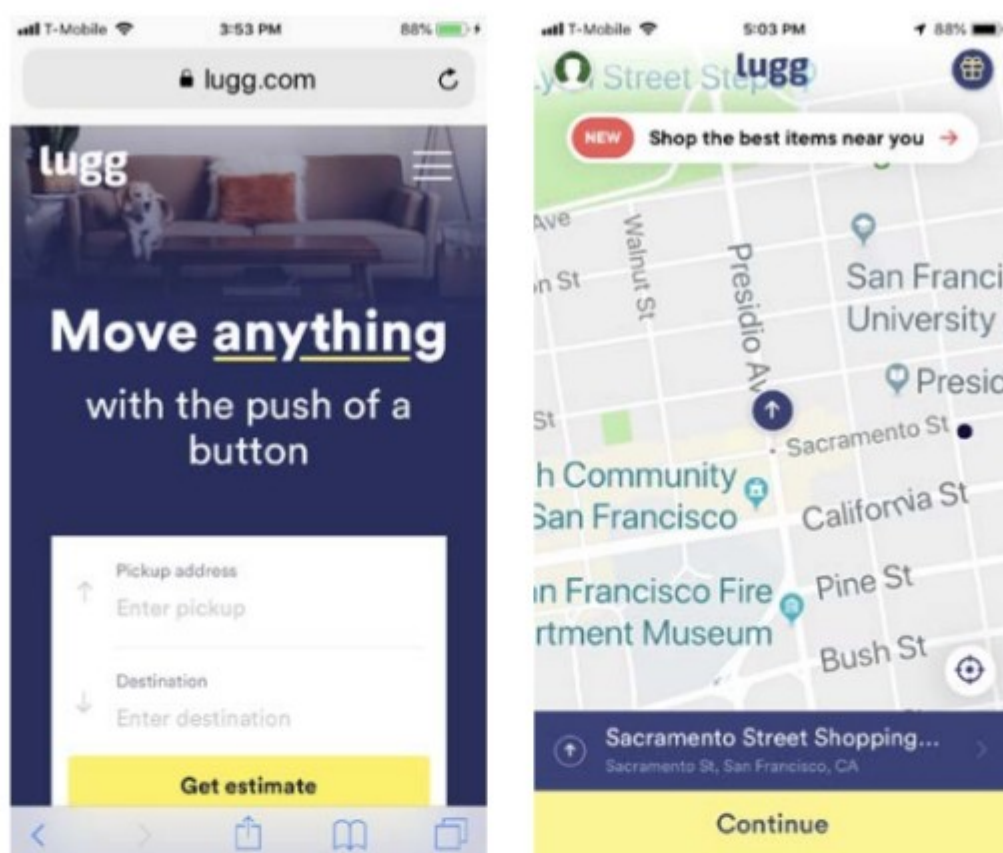 T-Mobile 3:53 PM 88%
lugg.com
lugg
Move anything
with the push of a
button
Pickup address
Enter pickup
Destination
Enter destination
Get estimate
T-Mobile 5:03 PM 88%
lugg
Street
NEW Shop the best items near you →
Ave
Walnut St
Presidio Av
San Franci
University
n St
Presid
St
Sacramento St
h Community
San Francisco
California St
n Francisco Fire
rtment Museum
Pine St
Bush St
Sacramento Street Shopping...
Sacramento St, San Francisco, CA
Continue